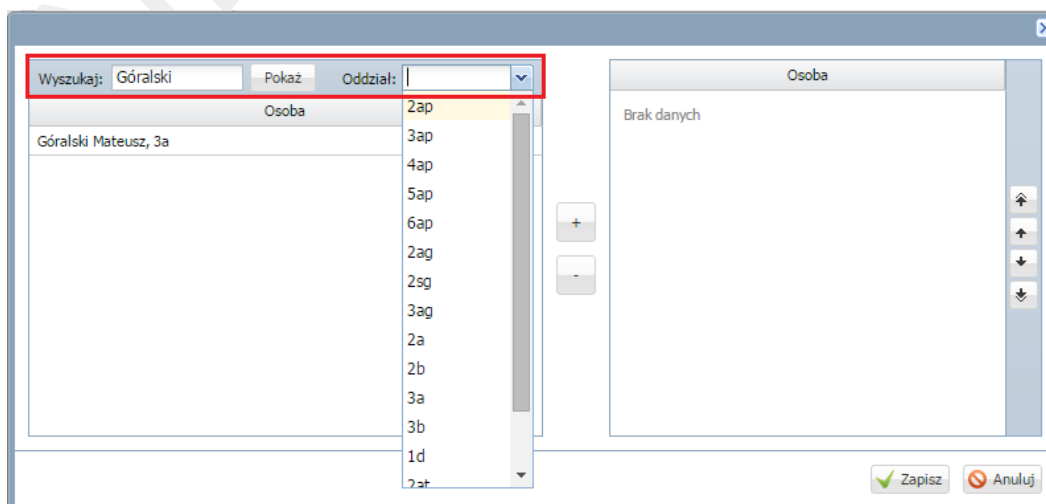 Wyszukaj: Góralski Pokaż Oddział:
Osoba
Góralski Mateusz, 3a
2ap
3ap
4ap
5ap
6ap
2ag
2sg
3ag
2a
2b
3a
3b
1d
2at
+
-
Osoba
Brak danych
Zapisz Anuluj